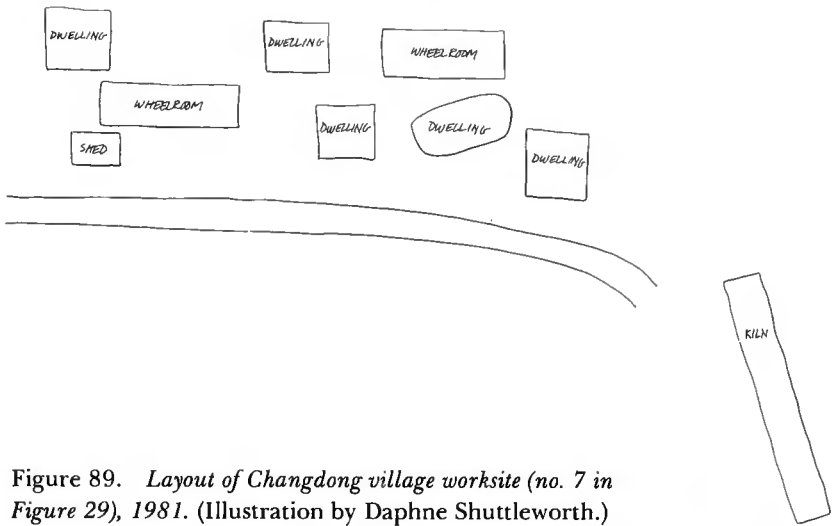 DWELLING
DWELLING
WHEELROOM
WHEELROOM
DWELLING
DWELLING
SHED
DWELLING
KILN
Figure 89. Layout of Changdong village worksite (no. 7 in
Figure 29), 1981. (Illustration by Daphne Shuttleworth.)